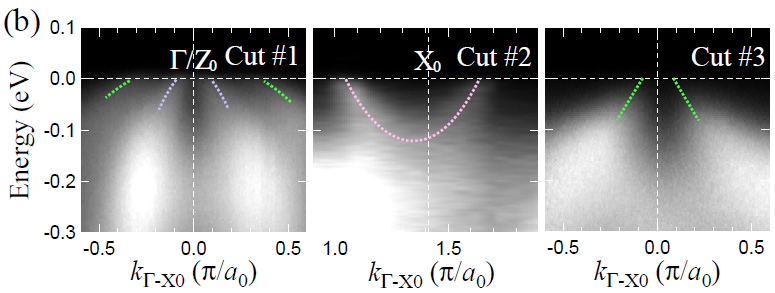 (b)
Energy (eV)
0.1
0.0
-0.1
-0.2
-0.3
Γ/Z0 Cut #1
X0 Cut #2
Cut #3
-0.5 0.0 0.5
1.0 1.5
-0.5 0.0 0.5
kΓ-X0 (π/a0)
kΓ-X0 (π/a0)
kΓ-X0 (π/a0)